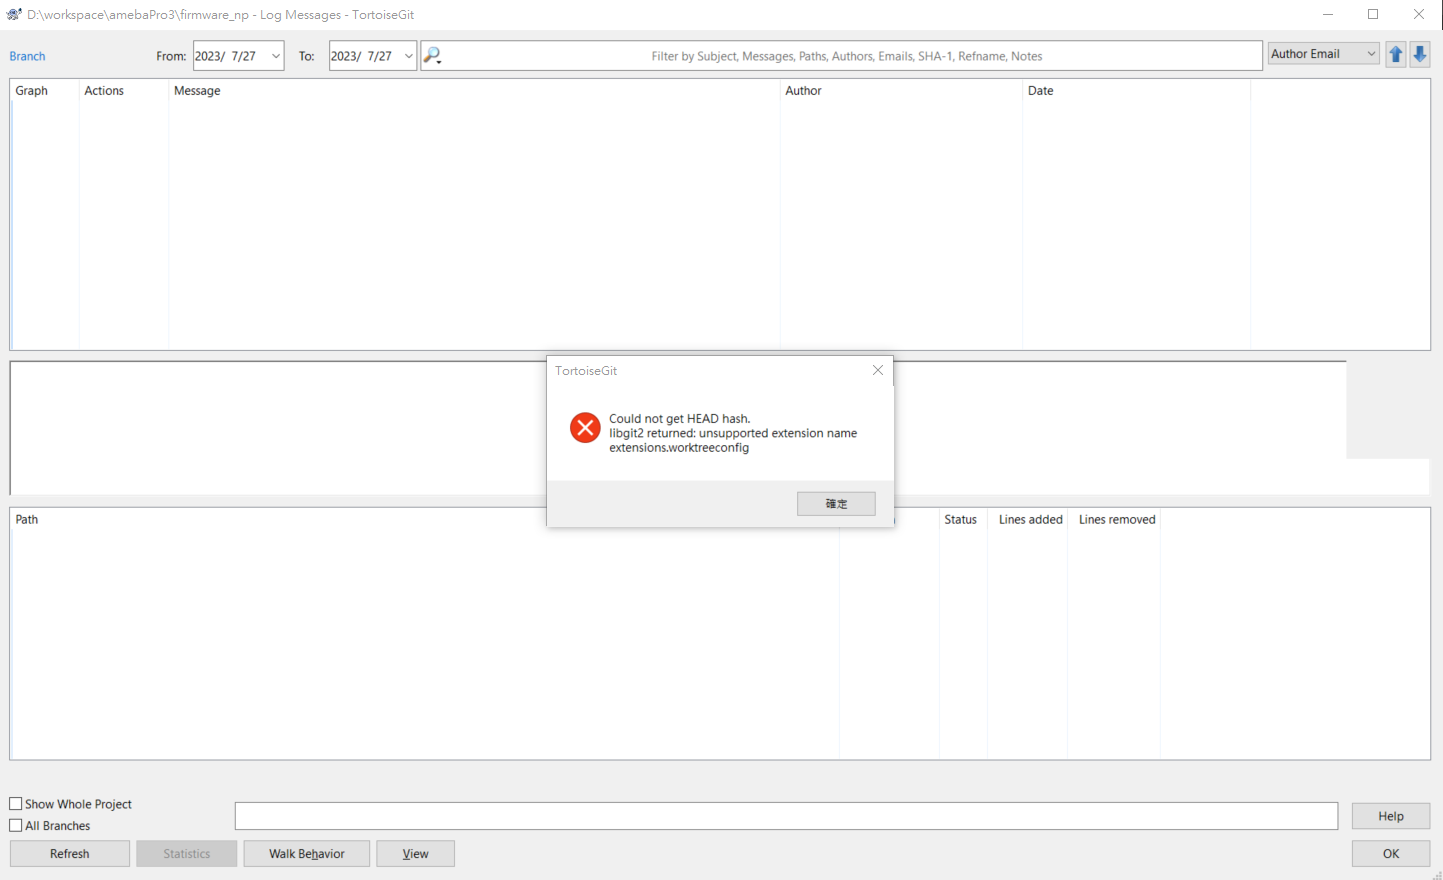 D:\workspace\amebaPro3\firmware_np - Log Messages - TortoiseGit
Branch From: 2023/ 7/27 To: 2023/ 7/27 Filter by Subject, Messages, Paths, Authors, Emails, SHA-1, Refname, Notes Author Email
Graph Actions Message Author Date
TortoiseGit
Could not get HEAD hash.
libgit2 returned: unsupported extension name
extensions.worktreeconfig
確定
Path Status Lines added Lines removed
Show Whole Project
All Branches
Help
Refresh Statistics Walk Behavior View OK